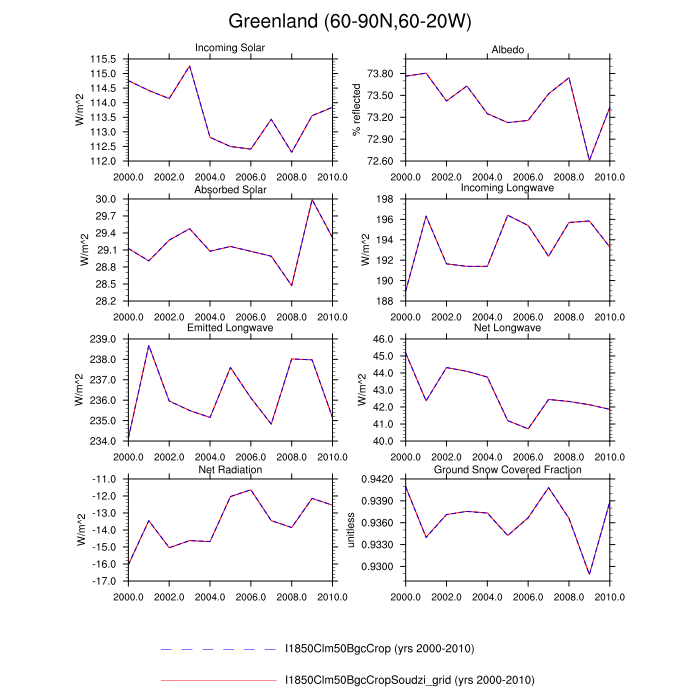 Greenland (60-90N,60-20W)
Incoming Solar
W/m^2
115.5
115.0
114.5
114.0
113.5
113.0
112.5
112.0
2000.0 2002.0 2004.0 2006.0 2008.0 2010.0
Albedo
% reflected
73.80
73.50
73.20
72.90
72.60
2000.0 2002.0 2004.0 2006.0 2008.0 2010.0
Absorbed Solar
W/m^2
30.0
29.7
29.4
29.1
28.8
28.5
28.2
2000.0 2002.0 2004.0 2006.0 2008.0 2010.0
Incoming Longwave
W/m^2
198
196
194
192
190
188
2000.0 2002.0 2004.0 2006.0 2008.0 2010.0
Emitted Longwave
W/m^2
239.0
238.0
237.0
236.0
235.0
234.0
2000.0 2002.0 2004.0 2006.0 2008.0 2010.0
Net Longwave
W/m^2
46.0
45.0
44.0
43.0
42.0
41.0
40.0
2000.0 2002.0 2004.0 2006.0 2008.0 2010.0
Net Radiation
W/m^2
-11.0
-12.0
-13.0
-14.0
-15.0
-16.0
-17.0
2000.0 2002.0 2004.0 2006.0 2008.0 2010.0
Ground Snow Covered Fraction
unitless
0.9420
0.9390
0.9360
0.9330
0.9300
2000.0 2002.0 2004.0 2006.0 2008.0 2010.0
I1850Clm50BgcCrop (yrs 2000-2010)
I1850Clm50BgcCropSoudzi_grid (yrs 2000-2010)